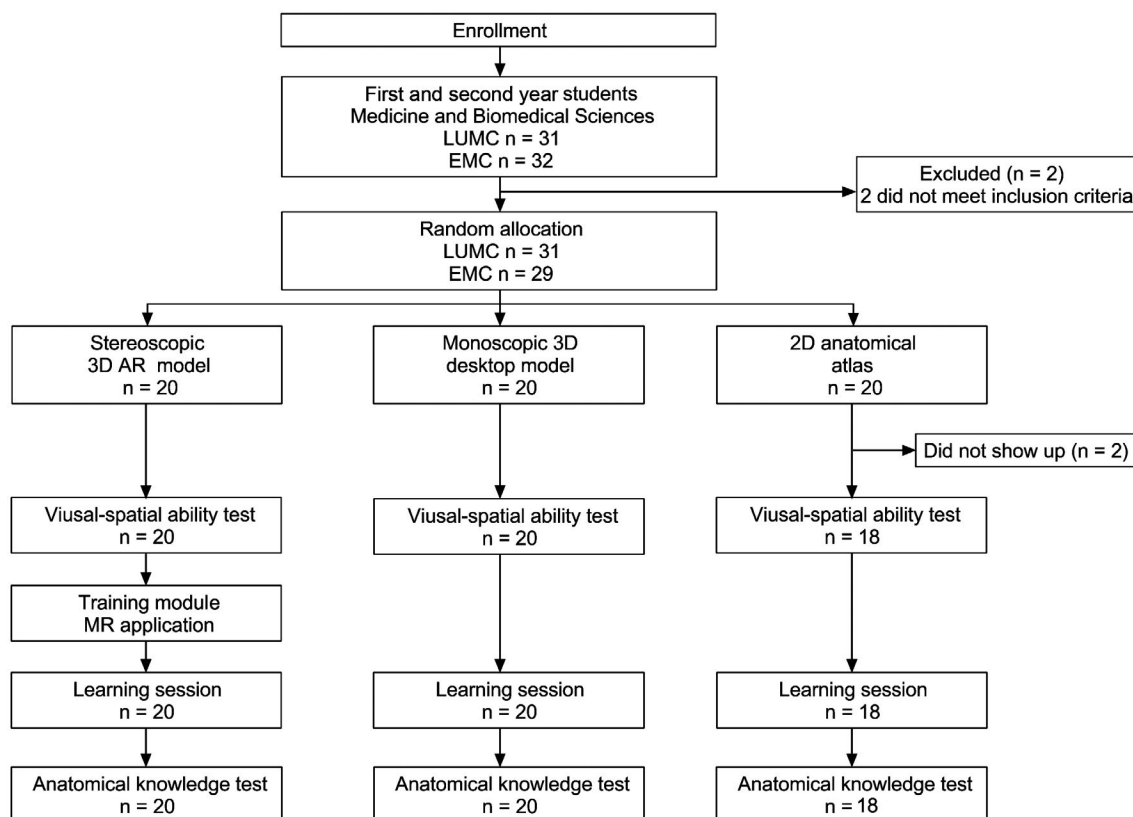 Enrollment
First and second year students
Medicine and Biomedical Sciences
LUMC n = 31
EMC n = 32
Excluded (n = 2)
2 did not meet inclusion criteria
Random allocation
LUMC n = 31
EMC n = 29
Stereoscopic
3D AR model
n = 20
Monoscopic 3D
desktop model
n = 20
2D anatomical
atlas
n = 20
Did not show up (n = 2)
Viusal-spatial ability test
n = 20
Viusal-spatial ability test
n = 20
Viusal-spatial ability test
n = 18
Training module
MR application
Learning session
n = 20
Learning session
n = 20
Learning session
n = 18
Anatomical knowledge test
n = 20
Anatomical knowledge test
n = 20
Anatomical knowledge test
n = 18